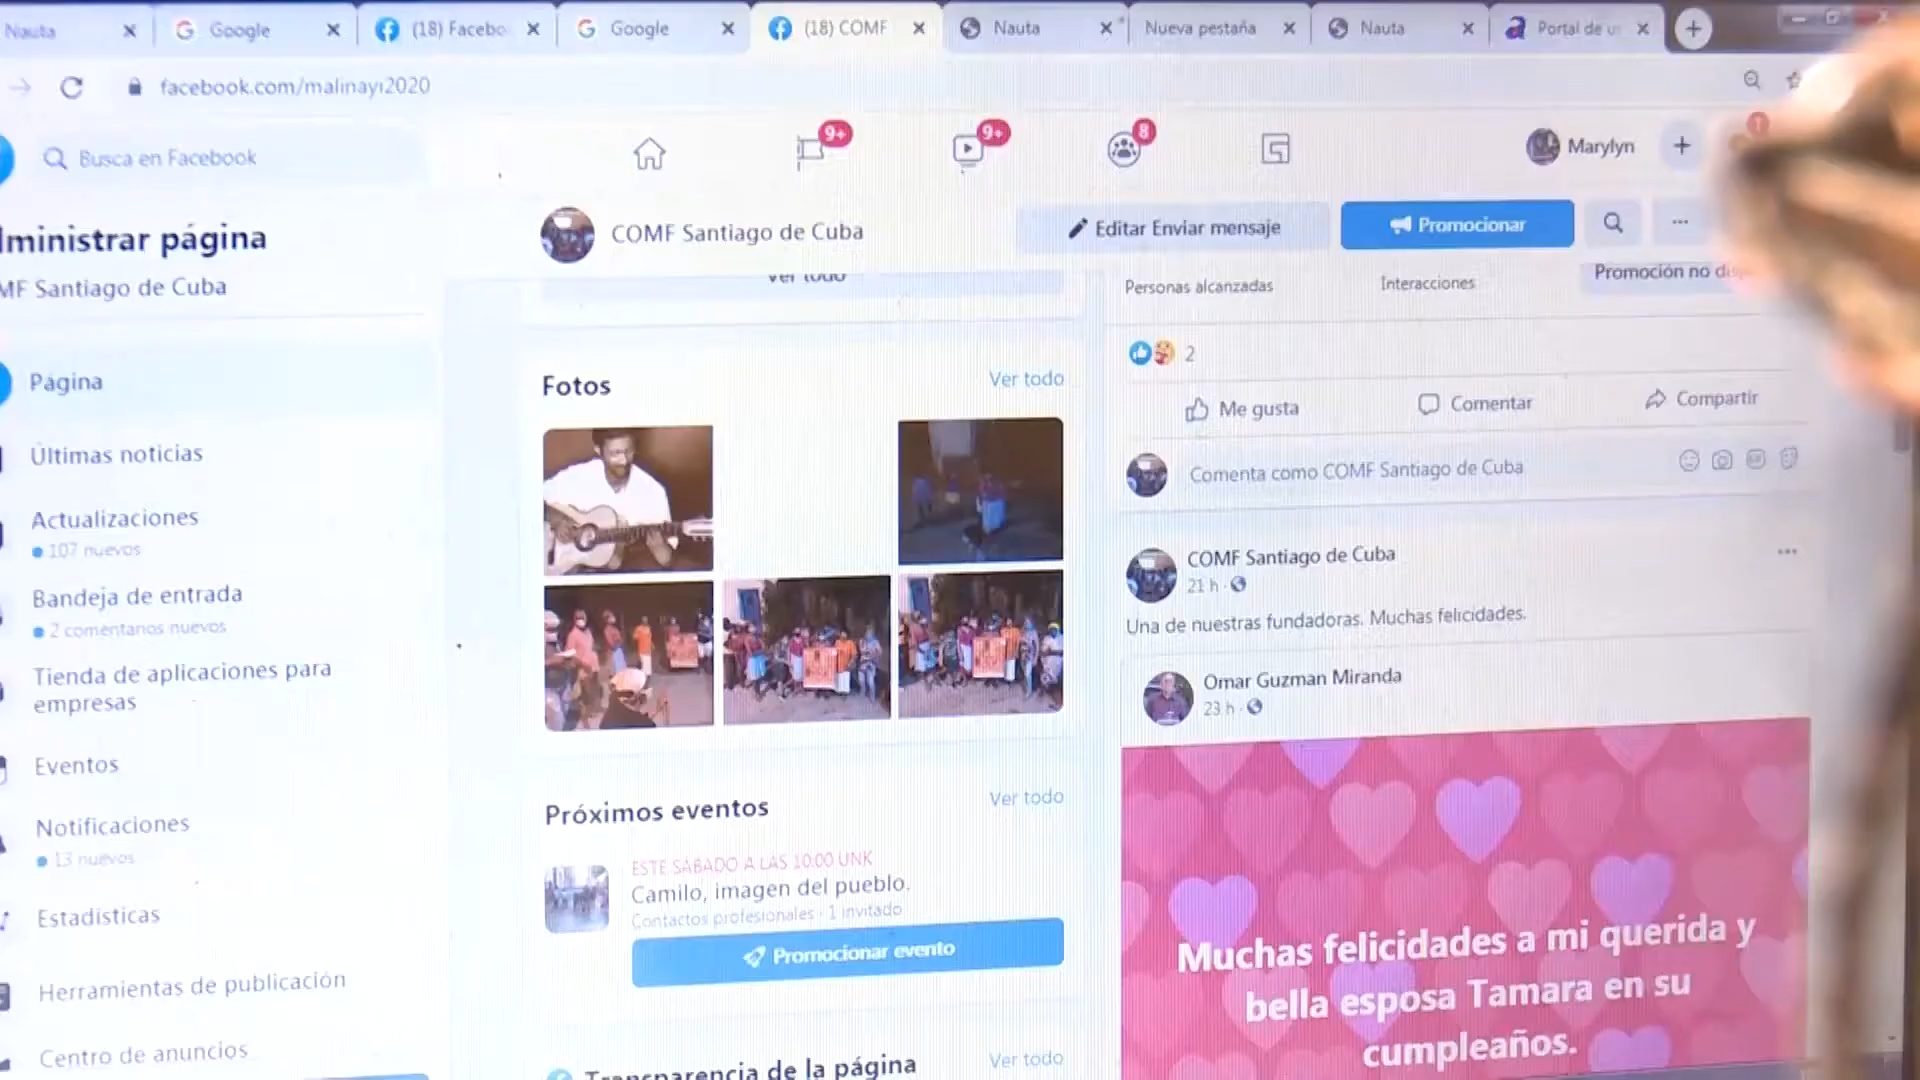 Nauta
Google
(18) Facebo
Google
(18) COMF
Nauta
Nueva pestaña
Nauta
Portal de u
facebook.com/malinayi2020
Busca en Facebook
9+
9+
8
Marylyn
1
ministrar página
MF Santiago de Cuba
Página
Últimas noticias
Actualizaciones
107 nuevos
Bandeja de entrada
2 comentarios nuevos
Tienda de aplicaciones para
empresas
Eventos
Notificaciones
13 nuevos
Estadísticas
Herramientas de publicación
Centro de anuncios
COMF Santiago de Cuba
Editar Enviar mensaje
Promocionar
Ver todo
Fotos
Ver todo
Próximos eventos
Ver todo
ESTE SÁBADO A LAS 10:00 UNK
Camilo, imagen del pueblo.
Contactos profesionales · 1 invitado
Promocionar evento
Transparencia de la página
Ver todo
Personas alcanzadas
Interacciones
Promoción no
2
Me gusta
Comentar
Compartir
Comenta como COMF Santiago de Cuba
COMF Santiago de Cuba
21 h
Una de nuestras fundadoras. Muchas felicidades.
Omar Guzman Miranda
23 h
Muchas felicidades a mi querida y
bella esposa Tamara en su
cumpleaños.